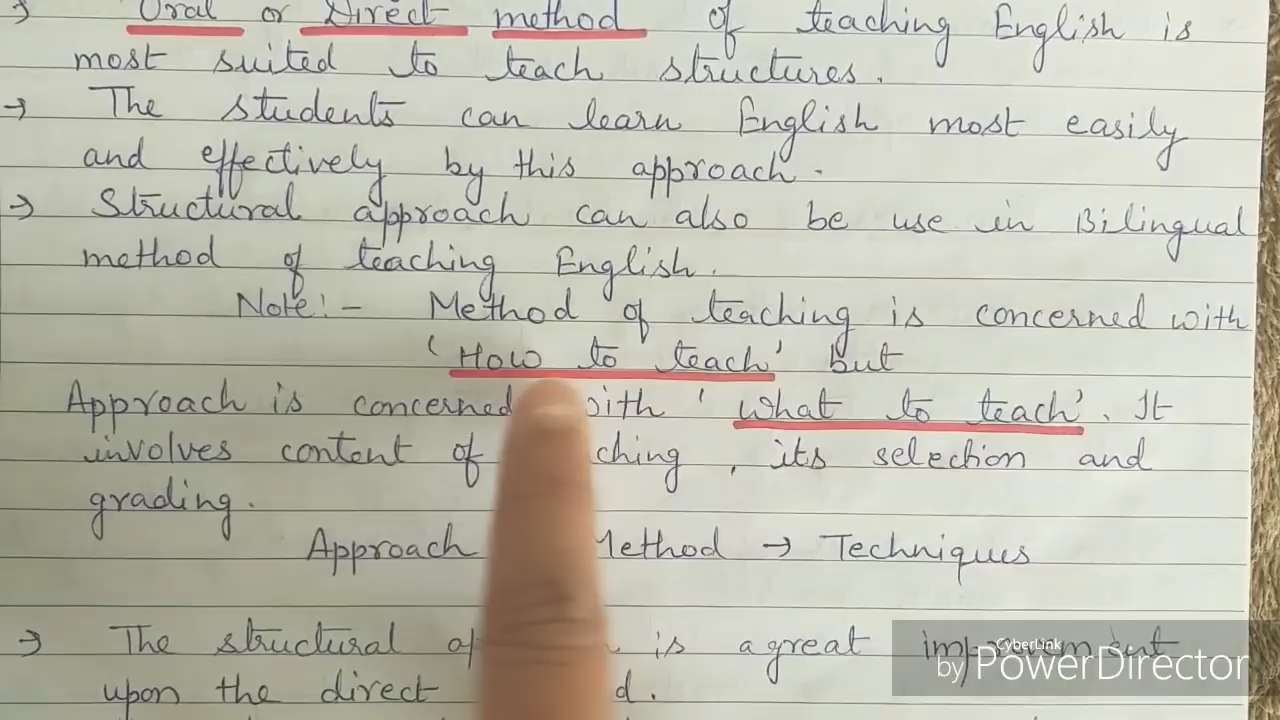 → Oral or Direct method of teaching English is
most suited to teach structures.
→ The students can learn English most easily
and effectively by this approach.
→ Structural approach can also be use in Bilingual
method of teaching English.
Note:- Method of teaching is concerned with
'How to teach' but
Approach is concerned with 'what to teach'. It
involves content of , its selection and
grading.
Approach Method → Techniques
→ The structural is a great improvement
upon the direct
CyberLink
by PowerDirector